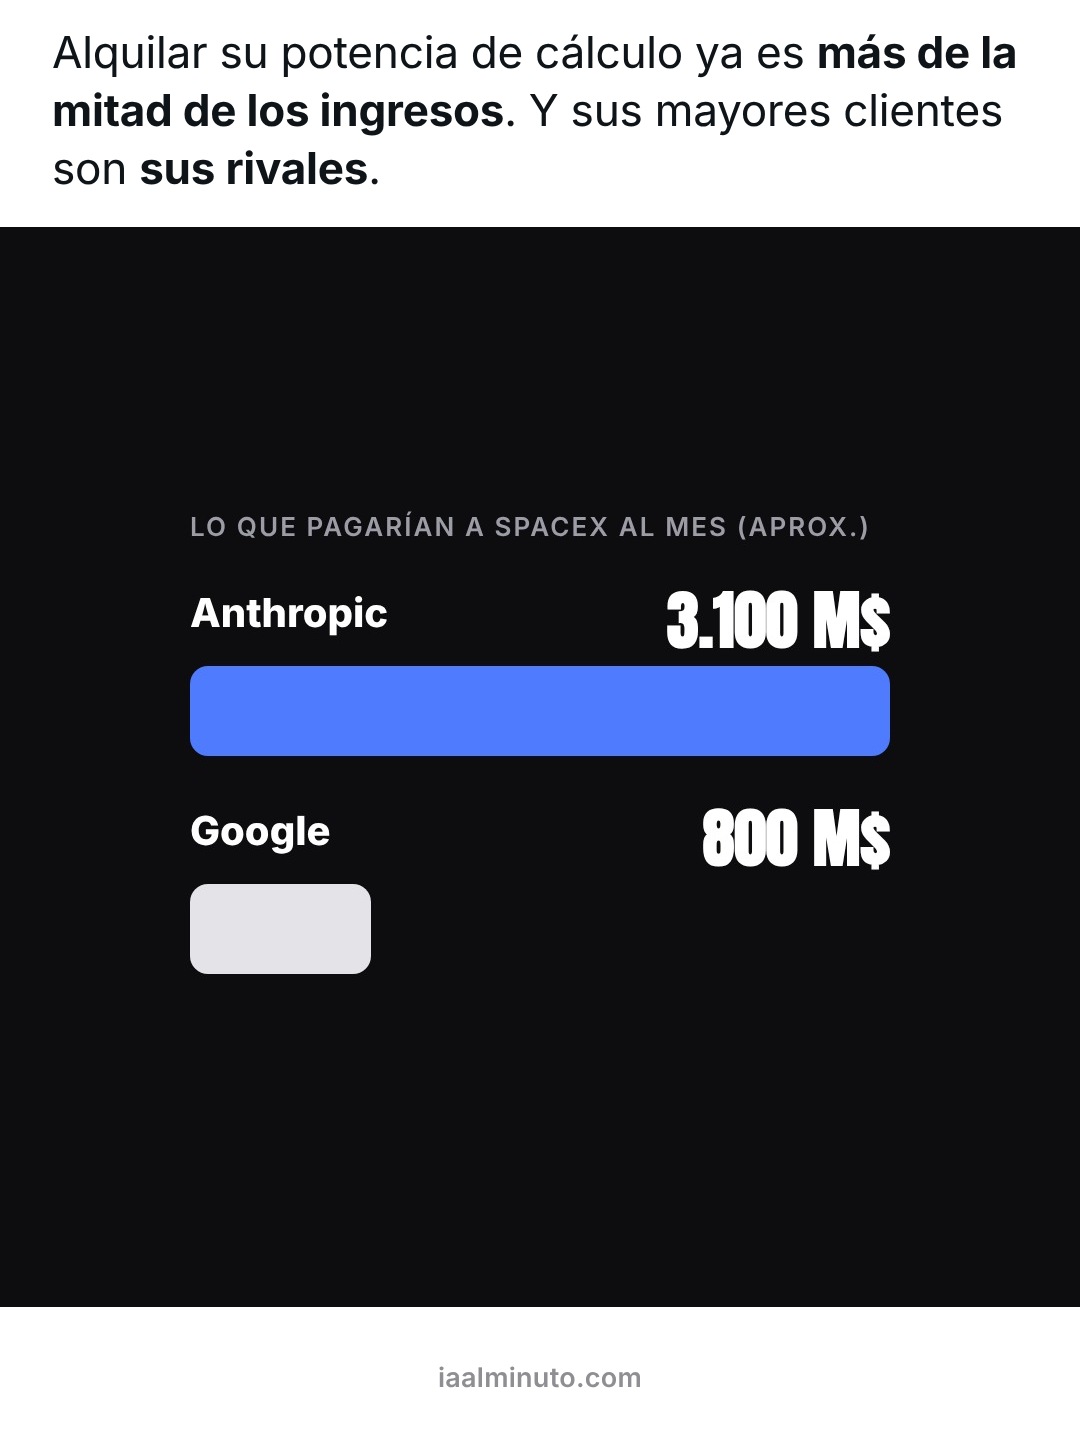 Alquilar su potencia de cálculo ya es más de la
mitad de los ingresos. Y sus mayores clientes
son sus rivales.
LO QUE PAGARÍAN A SPACEX AL MES (APROX.)
Anthropic 3.100 M$
Google 800 M$
iaalminuto.com